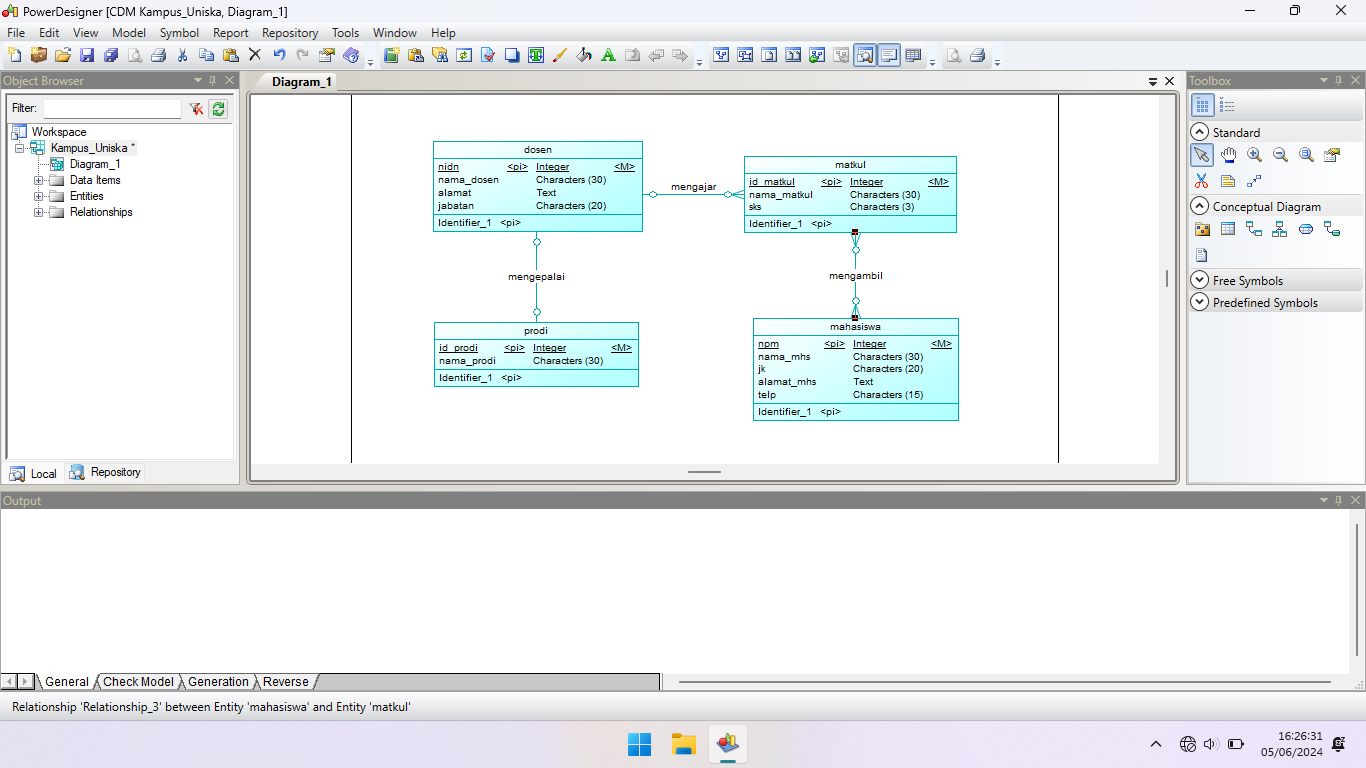 PowerDesigner [CDM Kampus_Uniska, Diagram_1]
File Edit View Model Symbol Report Repository Tools Window Help
Object Browser
Filter:
Workspace
Kampus_Uniska *
Diagram_1
Data Items
Entities
Relationships
Local Repository
Diagram_1
dosen
nidn <pi> Integer <M>
nama_dosen Characters (30)
alamat Text
jabatan Characters (20)
Identifier_1 <pi>
mengajar
matkul
id_matkul <pi> Integer <M>
nama_matkul Characters (30)
sks Characters (3)
Identifier_1 <pi>
mengepalai
mengambil
prodi
id_prodi <pi> Integer <M>
nama_prodi Characters (30)
Identifier_1 <pi>
mahasiswa
npm <pi> Integer <M>
nama_mhs Characters (30)
jk Characters (20)
alamat_mhs Text
telp Characters (15)
Identifier_1 <pi>
Toolbox
Standard
Conceptual Diagram
Free Symbols
Predefined Symbols
Output
General Check Model Generation Reverse
Relationship 'Relationship_3' between Entity 'mahasiswa' and Entity 'matkul'
16:26:31
05/06/2024